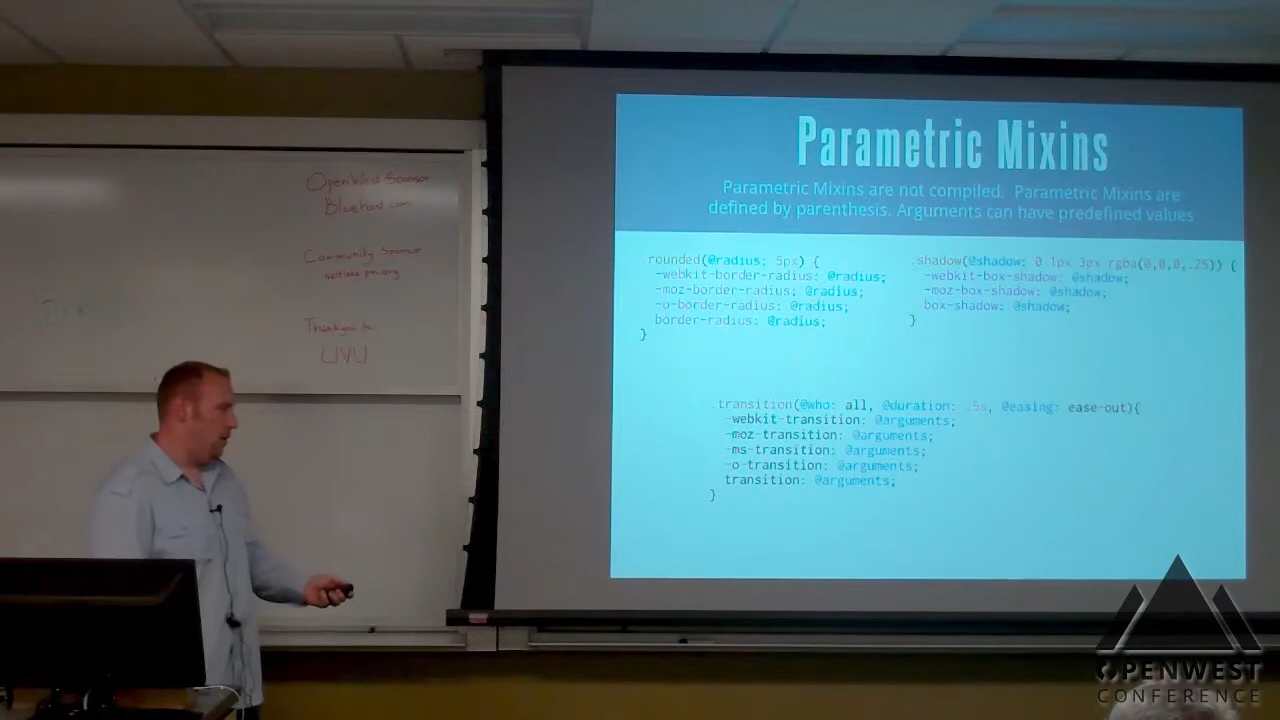 OpenWest Sponsor
Bluehost.com
Community Sponsor
saltlake.pm.org
Thankyou to
UVU
Parametric Mixins
Parametric Mixins are not compiled. Parametric Mixins are
defined by parenthesis. Arguments can have predefined values
.rounded(@radius: 5px) {
-webkit-border-radius: @radius;
-moz-border-radius: @radius;
-o-border-radius: @radius;
border-radius: @radius;
}
.shadow(@shadow: 0 1px 3px rgba(0,0,0,.25)) {
-webkit-box-shadow: @shadow;
-moz-box-shadow: @shadow;
box-shadow: @shadow;
}
.transition(@who: all, @duration: .5s, @easing: ease-out){
-webkit-transition: @arguments;
-moz-transition: @arguments;
-ms-transition: @arguments;
-o-transition: @arguments;
transition: @arguments;
}
OPENWEST
CONFERENCE